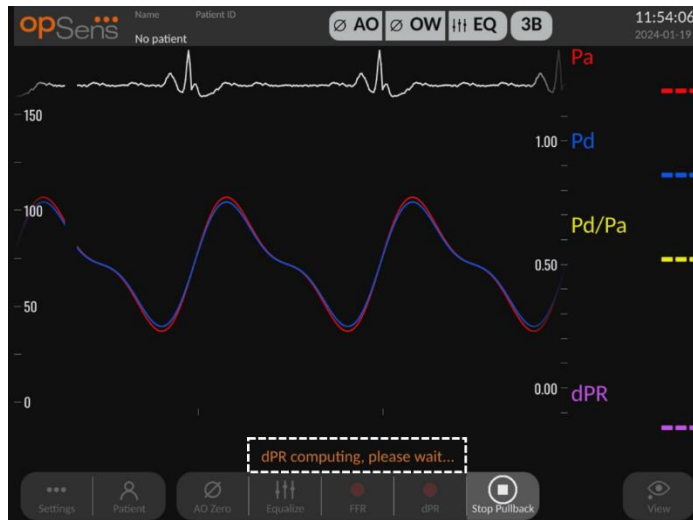 opSens
Name Patient ID
No patient
Ø AO Ø OW EQ 3B
11:54:06
2024-01-19
Pa
150
1.00 Pd
100
Pd/Pa
0.50
50
0.00 dPR
0
dPR computing, please wait...
Settings Patient AO Zero Equalize FFR dPR Stop Pullback View